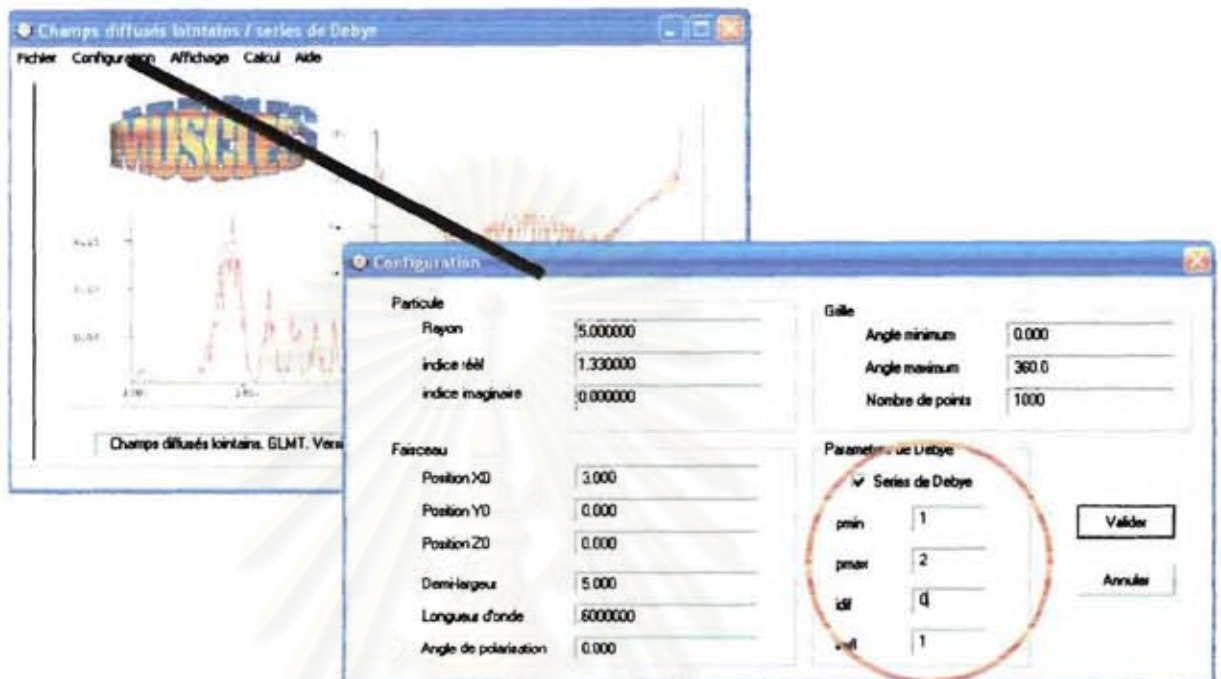 Champs diffusés lointains / series de Debye
Fichier Configuration Affichage Calcul Aide
MUSCLES
Champs diffusés lointains. GLMT.
Configuration
Particule
Rayon 5.000000
indice réel 1.330000
indice imaginaire 0.000000
Faisceau
Position X0 3.000
Position Y0 0.000
Position Z0 0.000
Demi-largeur 5.000
Longueur d'onde .6000000
Angle de polarisation 0.000
Grille
Angle minimum 0.000
Angle maximum 360.0
Nombre de points 1000
Parametres de Debye
Series de Debye
pmin 1
pmax 2
idif 0
1
Valider
Annuler